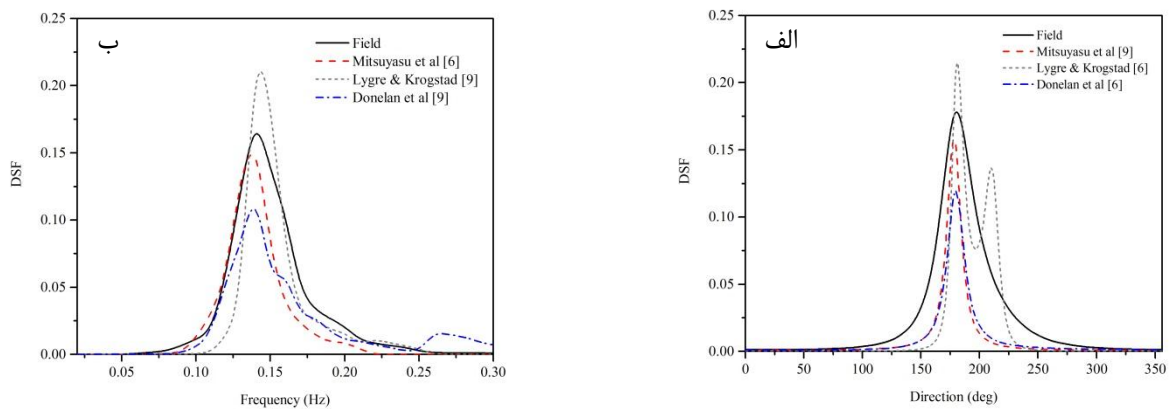 ب
Field
Mitsuyasu et al [6]
Lygre & Krogstad [9]
Donelan et al [9]
DSF
0.25
0.20
0.15
0.10
0.05
0.00
0.05
0.10
0.15
0.20
0.25
0.30
Frequency (Hz)
الف
Field
Mitsuyasu et al [9]
Lygre & Krogstad [6]
Donelan et al [6]
DSF
0.25
0.20
0.15
0.10
0.05
0.00
0
50
100
150
200
250
300
350
Direction (deg)